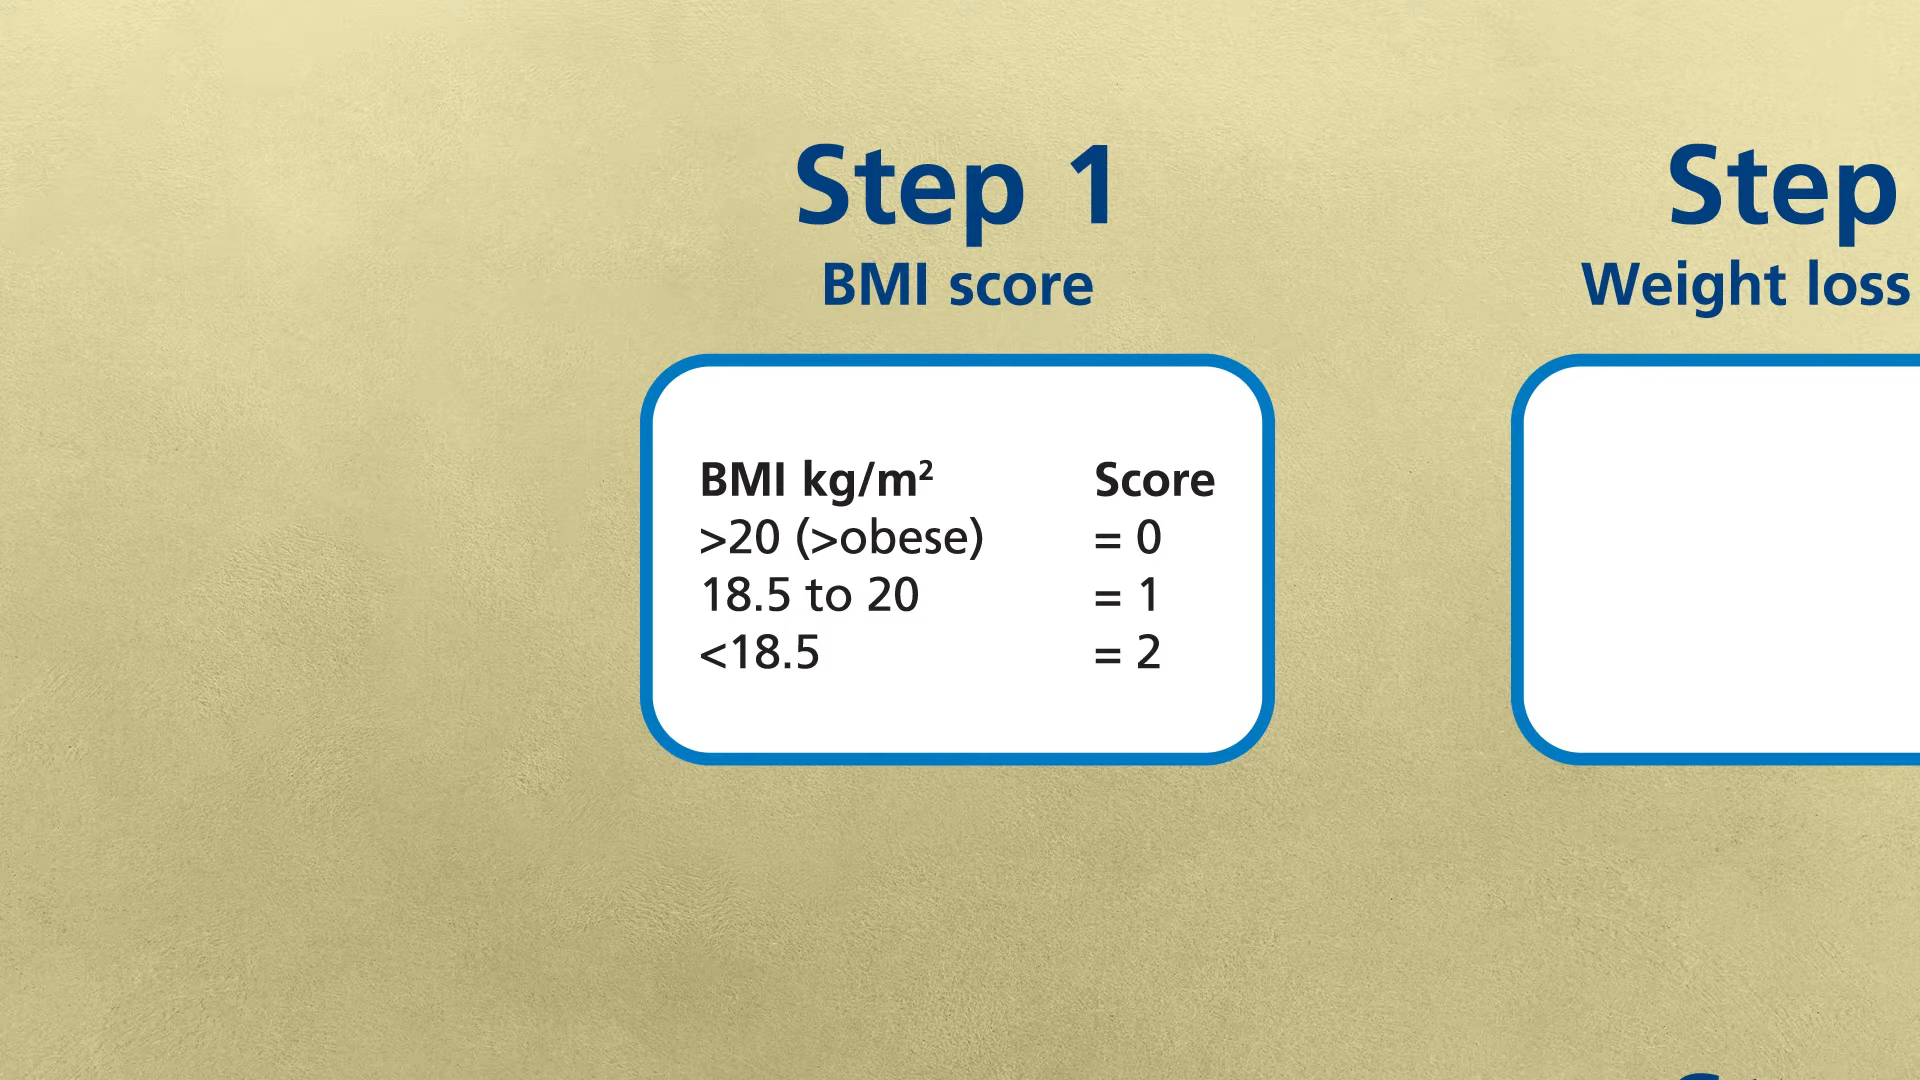 Step 1
BMI score
BMI kg/m² Score
>20 (>obese) = 0
18.5 to 20 = 1
<18.5 = 2
Step
Weight loss